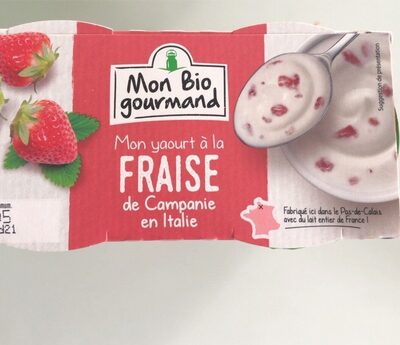 Mon Bio
gourmand
Mon yaourt à la
FRAISE
de Campanie
en Italie
Suggestion de présentation
Fabriqué ici dans le Pas-de-Calais
avec du lait entier de France !